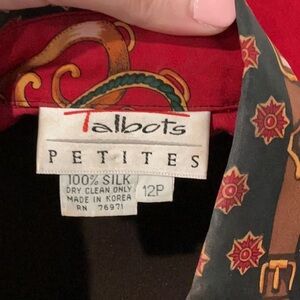 Talbots
PETITES
100% SILK
DRY CLEAN ONLY
MADE IN KOREA
RN 76971
12P